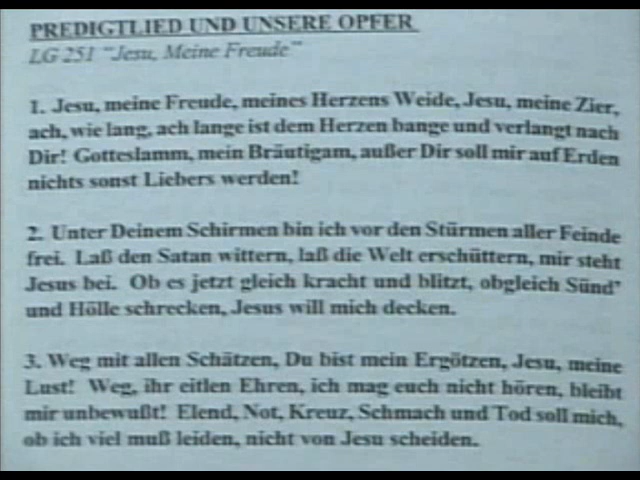 PREDIGTLIED UND UNSERE OPFER
LG 251 "Jesu, Meine Freude"
1. Jesu, meine Freude, meines Herzens Weide, Jesu, meine Zier,
ach, wie lang, ach lange ist dem Herzen bange und verlangt nach
Dir! Gotteslamm, mein Bräutigam, außer Dir soll mir auf Erden
nichts sonst Liebers werden!
2. Unter Deinem Schirmen bin ich vor den Stürmen aller Feinde
frei. Laß den Satan wittern, laß die Welt erschüttern, mir steht
Jesus bei. Ob es jetzt gleich kracht und blitzt, obgleich Sünd'
und Hölle schrecken, Jesus will mich decken.
3. Weg mit allen Schätzen, Du bist mein Ergötzen, Jesu, meine
Lust! Weg, ihr eitlen Ehren, ich mag euch nicht hören, bleibt
mir unbewußt! Elend, Not, Kreuz, Schmach und Tod soll mich,
ob ich viel muß leiden, nicht von Jesu scheiden.